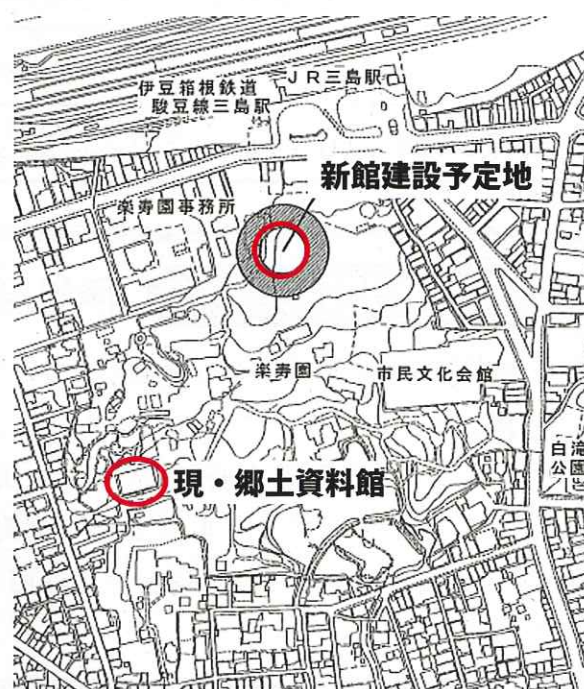 伊豆箱根鉄道
駿豆線三島駅
JR三島駅
新館建設予定地
楽寿園事務所
楽寿園
市民文化会館
白滝
公園
現・郷土資料館